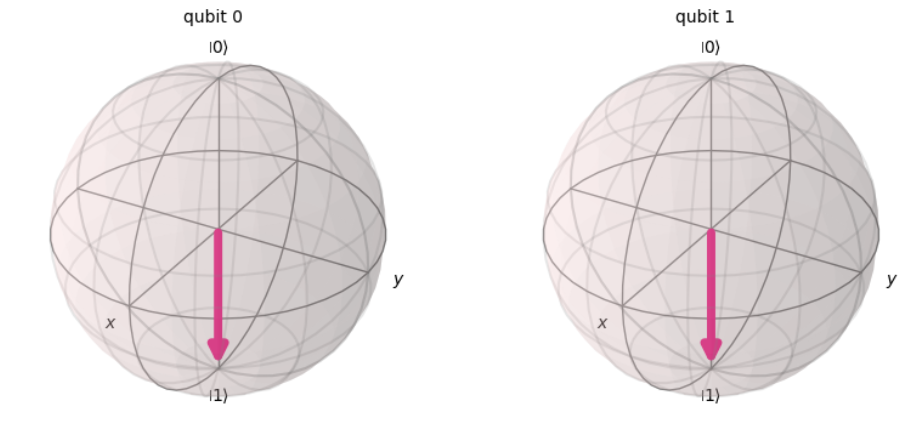 qubit 0
|0⟩
x
y
|1⟩
qubit 1
|0⟩
x
y
|1⟩